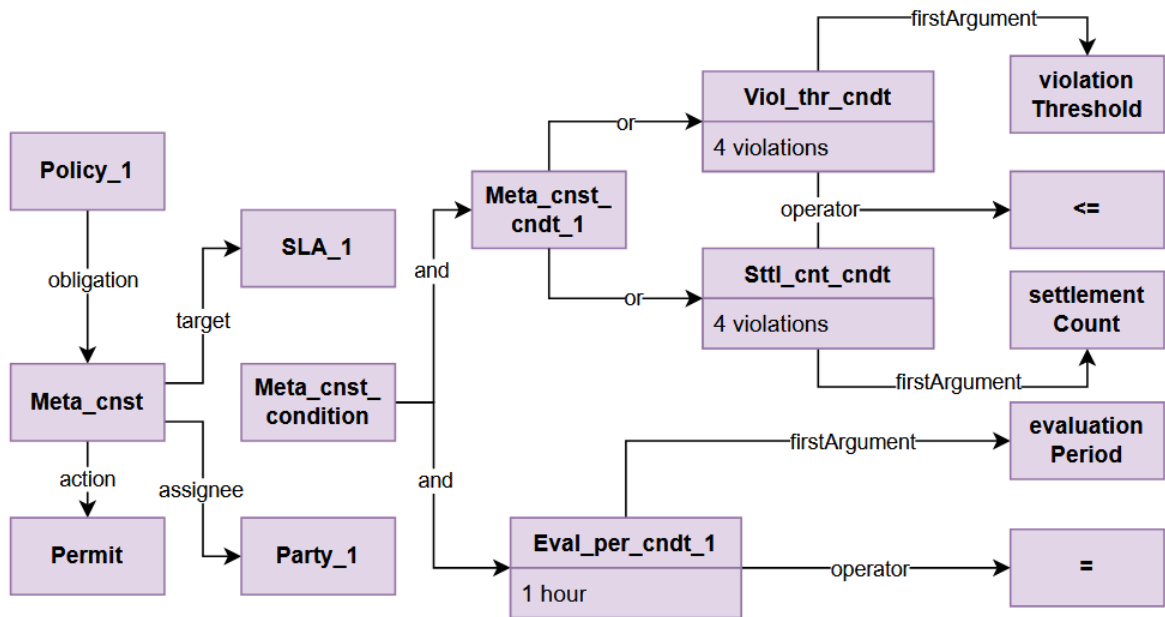 firstArgument
Viol_thr_cndt
4 violations
violation
Threshold
or
Policy_1
Meta_cnst_
cndt_1
operator
<=
SLA_1
obligation
and
target
or
Sttl_cnt_cndt
4 violations
settlement
Count
firstArgument
Meta_cnst
Meta_cnst_
condition
evaluation
Period
firstArgument
action
assignee
and
Permit
Party_1
Eval_per_cndt_1
1 hour
operator
=